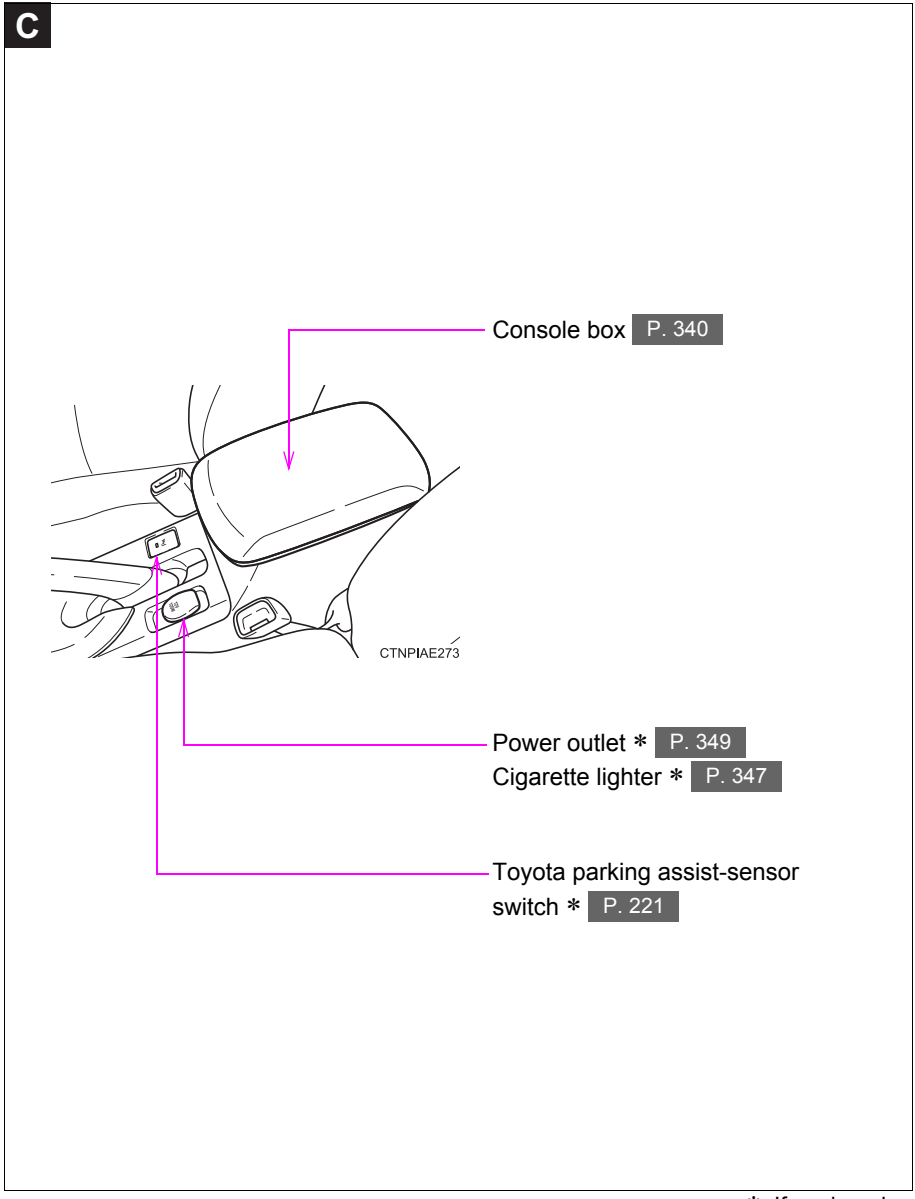 C
Console box P. 340
CTNPIAE273
Power outlet * P. 349
Cigarette lighter * P. 347
Toyota parking assist-sensor
switch * P. 221